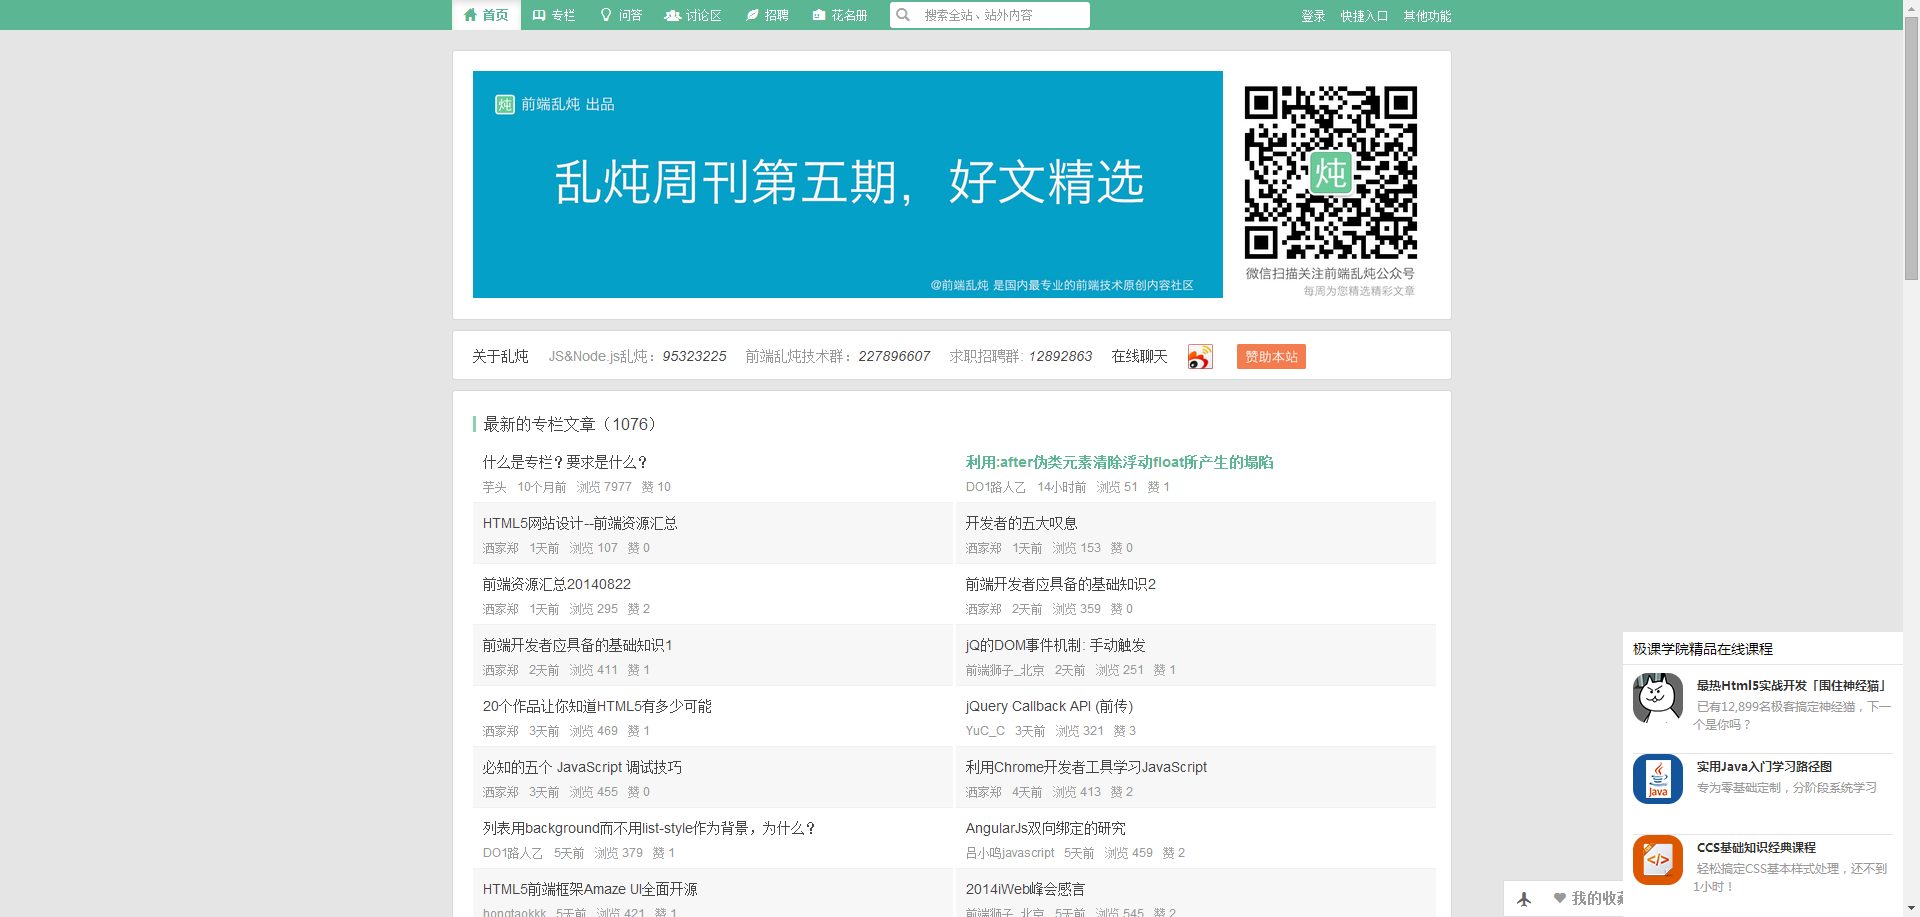 首页 专栏 问答 讨论区 招聘 花名册 搜索全站、站外内容 登录 快捷入口 其他功能
炖 前端乱炖 出品
乱炖周刊第五期，好文精选
炖
@前端乱炖 是国内最专业的前端技术原创内容社区
微信扫描关注前端乱炖公众号
每周为您精选精彩文章
关于乱炖 JS&Node.js乱炖：95323225 前端乱炖技术群：227896607 求职招聘群: 12892863 在线聊天 赞助本站
最新的专栏文章（1076）
什么是专栏？要求是什么？
芋头 10个月前 浏览 7977 赞 10
利用:after伪类元素清除浮动float所产生的塌陷
DO1路人乙 14小时前 浏览 51 赞 1
HTML5网站设计--前端资源汇总
洒家郑 1天前 浏览 107 赞 0
开发者的五大叹息
洒家郑 1天前 浏览 153 赞 0
前端资源汇总20140822
洒家郑 1天前 浏览 295 赞 2
前端开发者应具备的基础知识2
洒家郑 2天前 浏览 359 赞 0
前端开发者应具备的基础知识1
洒家郑 2天前 浏览 411 赞 1
jQ的DOM事件机制: 手动触发
前端狮子_北京 2天前 浏览 251 赞 1
20个作品让你知道HTML5有多少可能
洒家郑 3天前 浏览 469 赞 1
jQuery Callback API (前传)
YuC_C 3天前 浏览 321 赞 3
必知的五个 JavaScript 调试技巧
洒家郑 3天前 浏览 455 赞 0
利用Chrome开发者工具学习JavaScript
洒家郑 4天前 浏览 413 赞 2
列表用background而不用list-style作为背景，为什么？
DO1路人乙 5天前 浏览 379 赞 1
AngularJs双向绑定的研究
吕小鸣javascript 5天前 浏览 459 赞 2
HTML5前端框架Amaze UI全面开源
hongtaokkk 5天前 浏览 421 赞 1
2014iWeb峰会感言
前端狮子_北京 5天前 浏览 545 赞 2
极课学院精品在线课程
最热Html5实战开发「围住神经猫」
已有12,899名极客搞定神经猫，下一
个是你吗？
Java
实用Java入门学习路径图
专为零基础定制，分阶段系统学习
</>
CCS基础知识经典课程
轻松搞定CSS基本样式处理，还不到
1小时！
我的收